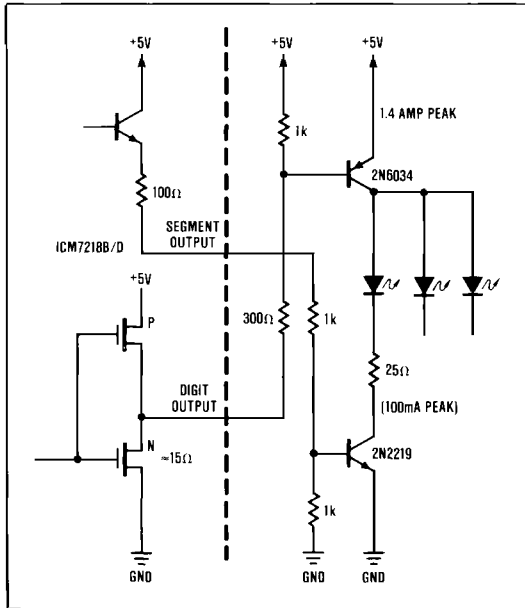 +5V
+5V
+5V
1.4 AMP PEAK
1k
2N6034
100Ω
ICM7218B/D
SEGMENT
OUTPUT
+5V
P
300Ω
1k
25Ω
DIGIT
OUTPUT
(100mA PEAK)
N
≈15Ω
2N2219
1k
GND
GND
GND